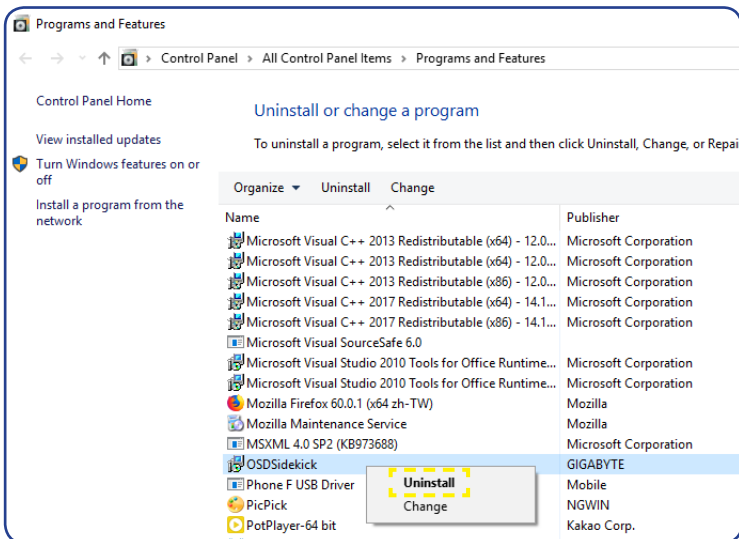 Programs and Features
Control Panel > All Control Panel Items > Programs and Features
Control Panel Home
View installed updates
Turn Windows features on or
off
Install a program from the
network
Uninstall or change a program
To uninstall a program, select it from the list and then click Uninstall, Change, or Repai
Organize Uninstall Change
Name Publisher
Microsoft Visual C++ 2013 Redistributable (x64) - 12.0... Microsoft Corporation
Microsoft Visual C++ 2013 Redistributable (x64) - 12.0... Microsoft Corporation
Microsoft Visual C++ 2013 Redistributable (x86) - 12.0... Microsoft Corporation
Microsoft Visual C++ 2017 Redistributable (x64) - 14.1... Microsoft Corporation
Microsoft Visual C++ 2017 Redistributable (x86) - 14.1... Microsoft Corporation
Microsoft Visual SourceSafe 6.0
Microsoft Visual Studio 2010 Tools for Office Runtime... Microsoft Corporation
Microsoft Visual Studio 2010 Tools for Office Runtime... Microsoft Corporation
Mozilla Firefox 60.0.1 (x64 zh-TW) Mozilla
Mozilla Maintenance Service Mozilla
MSXML 4.0 SP2 (KB973688) Microsoft Corporation
OSDSidekick GIGABYTE
Phone F USB Driver Mobile
PicPick NGWIN
PotPlayer-64 bit Kakao Corp.
Uninstall
Change